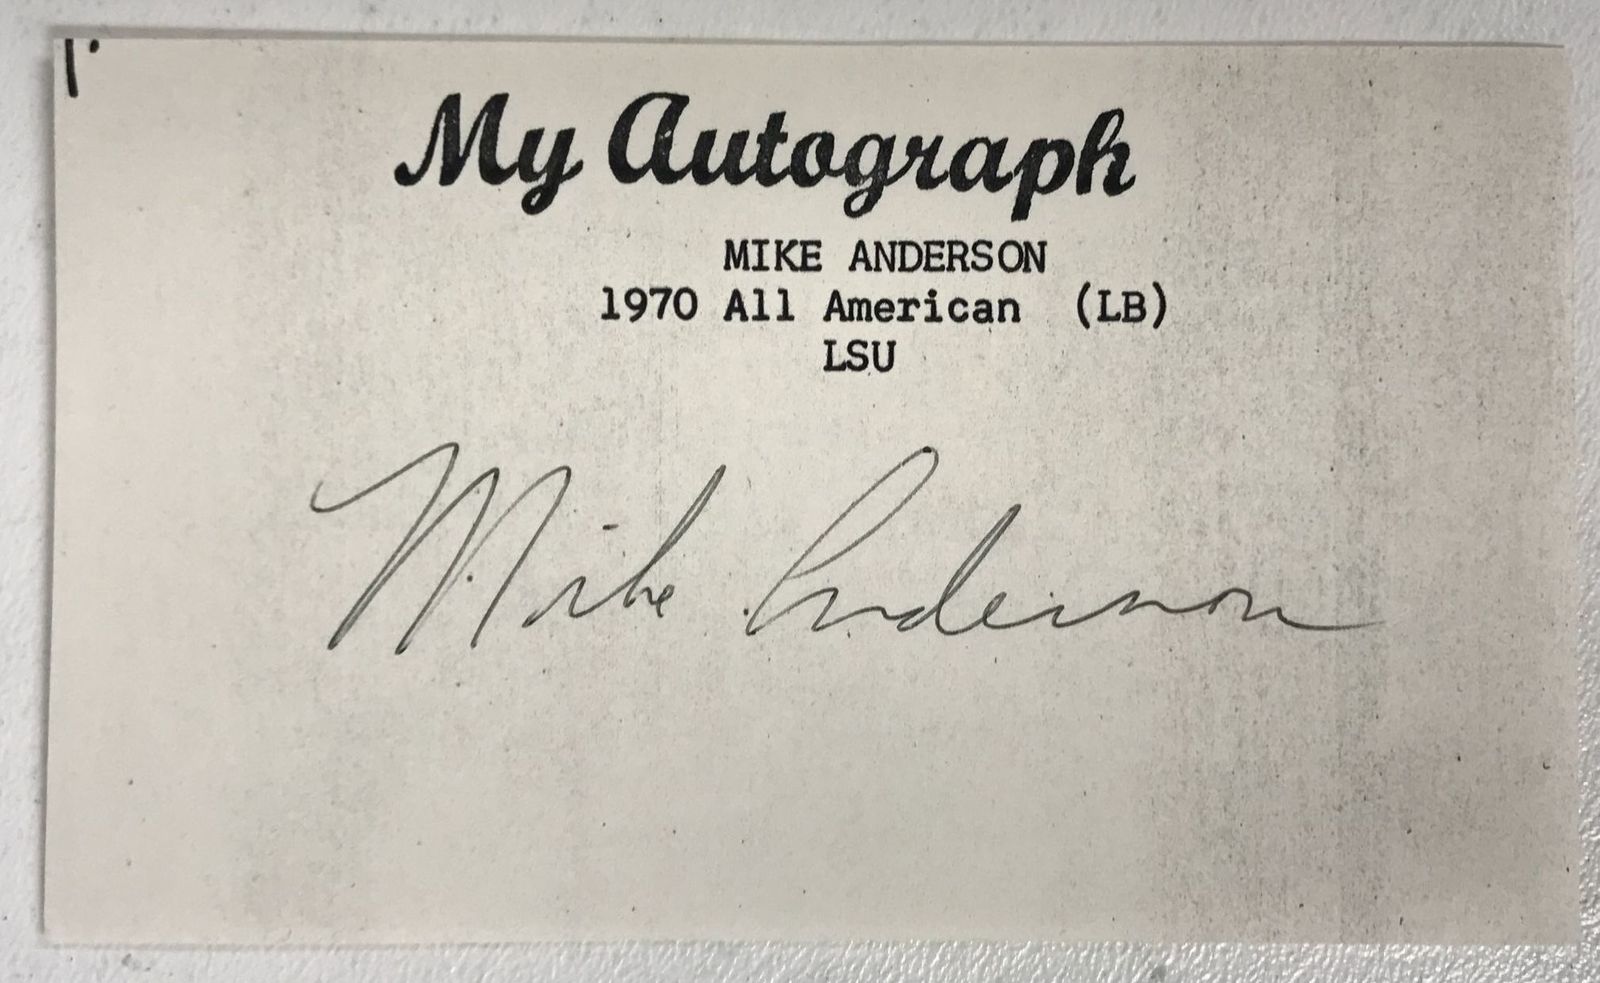 My Autograph
MIKE ANDERSON
1970 All American (LB)
LSU
Mike Anderson